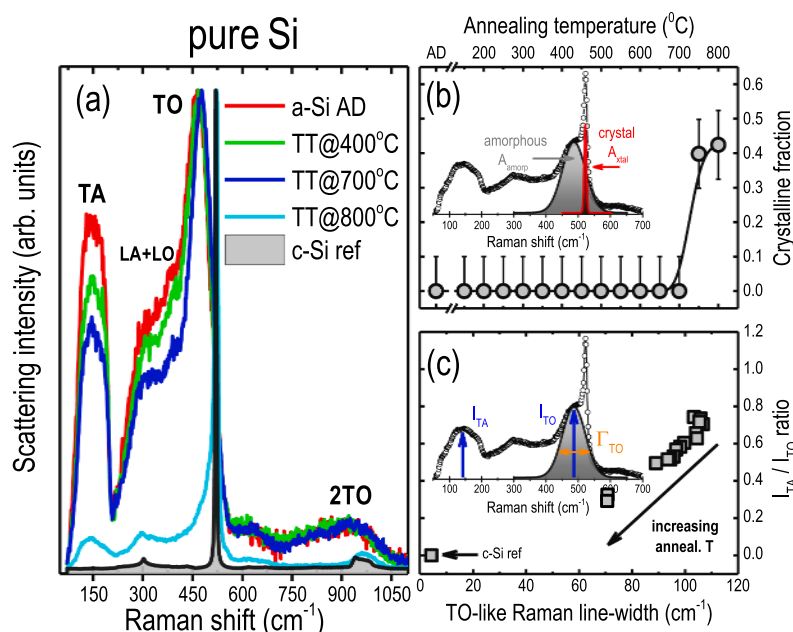 pure Si
(a)
TO
TA
LA+LO
2TO
a-Si AD
TT@400°C
TT@700°C
TT@800°C
c-Si ref
Scattering intensity (arb. units)
150 450 750 1050
Raman shift (cm⁻¹)
Annealing temperature (⁰C)
AD 100 200 300 400 500 600 700 800
(b)
amorphous
A_amorp
crystal
A_xtal
100 200 300 400 500 600 700
Raman shift (cm⁻¹)
0.6
0.5
0.4
0.3
0.2
0.1
0.0
Crystalline fraction
(c)
I_TA
I_TO
Γ_TO
100 200 300 400 500 600 700
Raman shift (cm⁻¹)
increasing
anneal. T
c-Si ref
1.2
1.0
0.8
0.6
0.4
0.2
0.0
I_TA / I_TO ratio
0 20 40 60 80 100 120
TO-like Raman line-width (cm⁻¹)